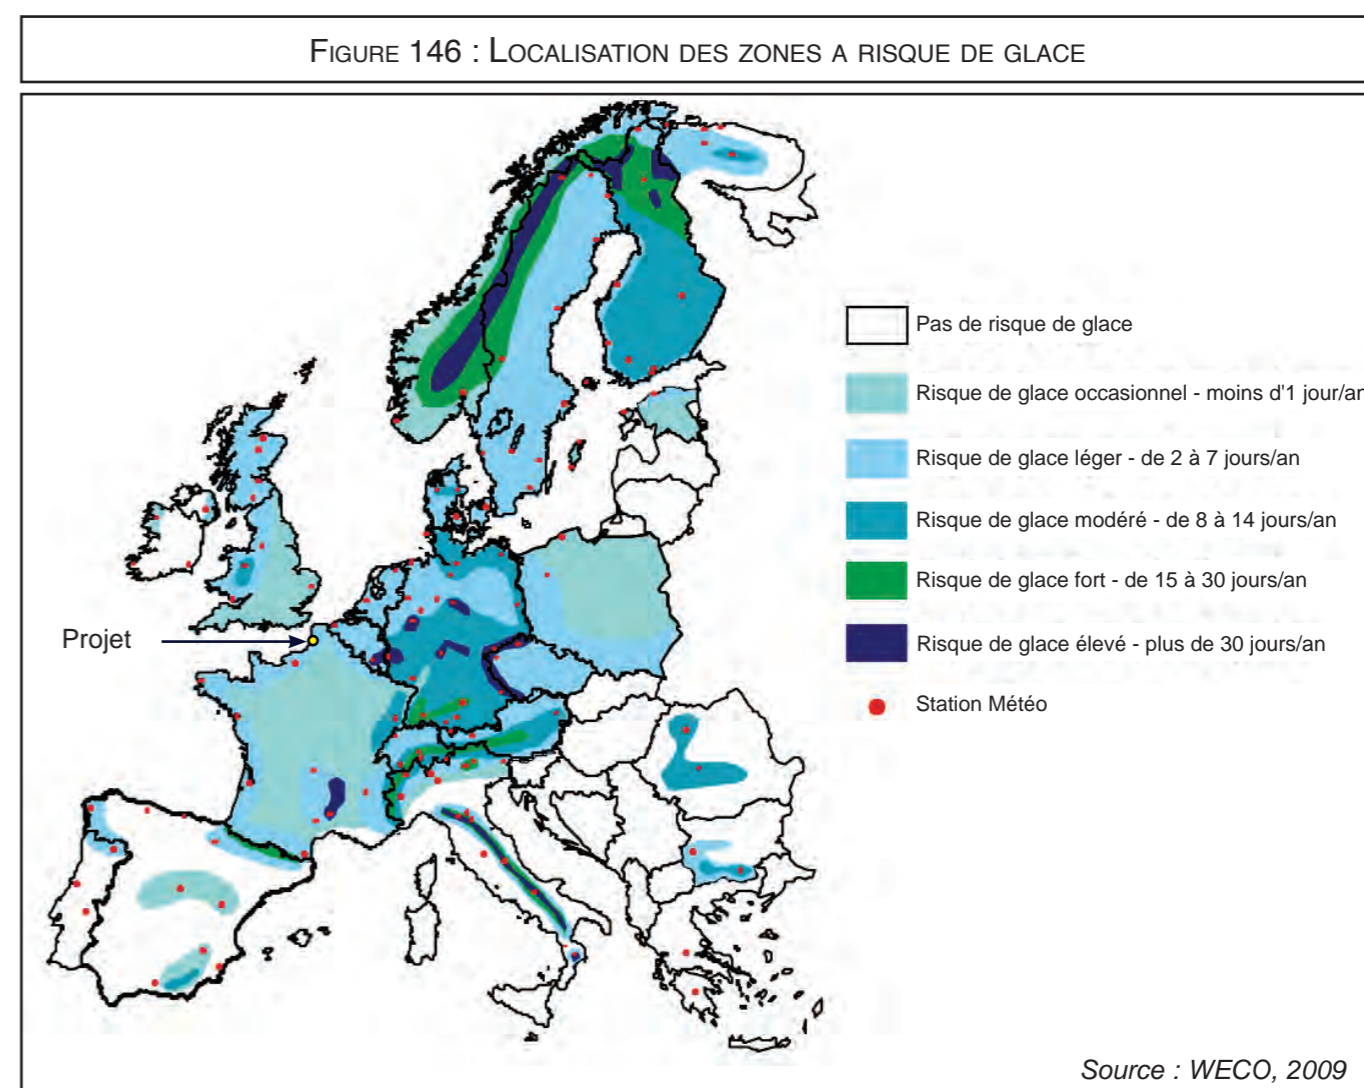 FIGURE 146 : LOCALISATION DES ZONES A RISQUE DE GLACE
Pas de risque de glace
Risque de glace occasionnel - moins d'1 jour/an
Risque de glace léger - de 2 à 7 jours/an
Risque de glace modéré - de 8 à 14 jours/an
Risque de glace fort - de 15 à 30 jours/an
Projet
Risque de glace élevé - plus de 30 jours/an
Station Météo
Source : WECO, 2009